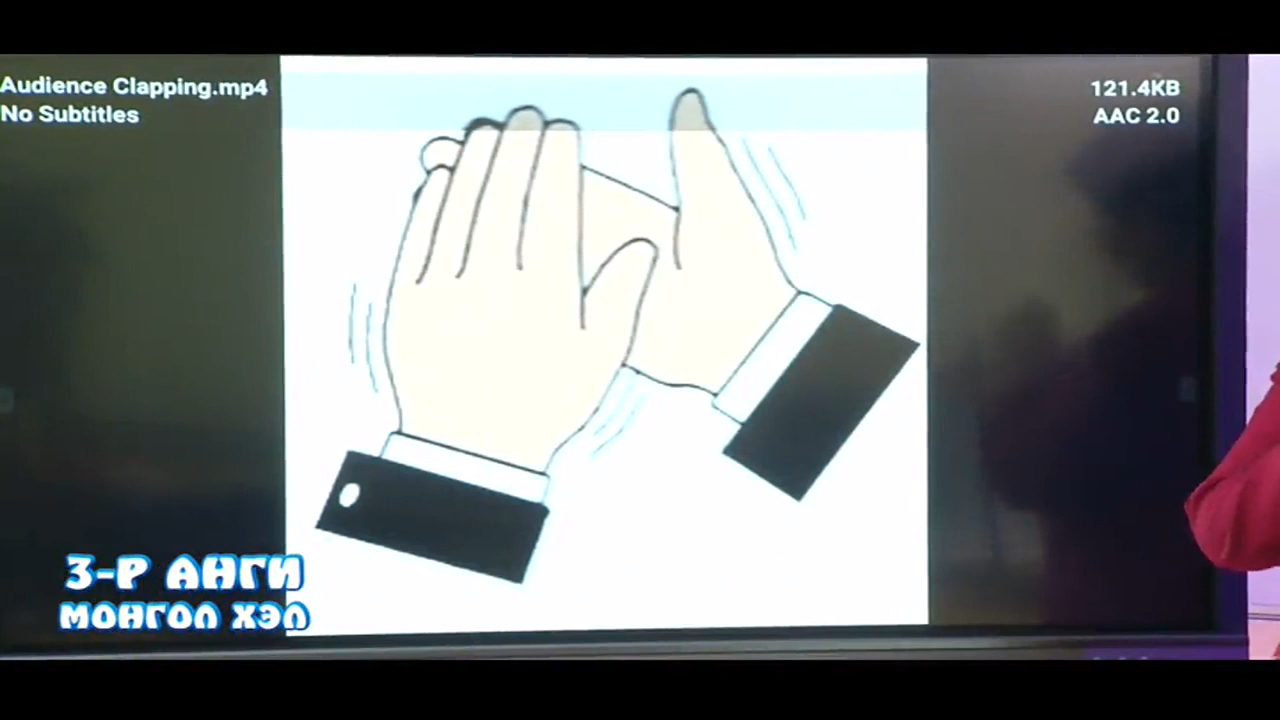 Audience Clapping.mp4
No Subtitles
121.4KB
AAC 2.0
3-Р АНГИ
МОНГОЛ ХЭЛ